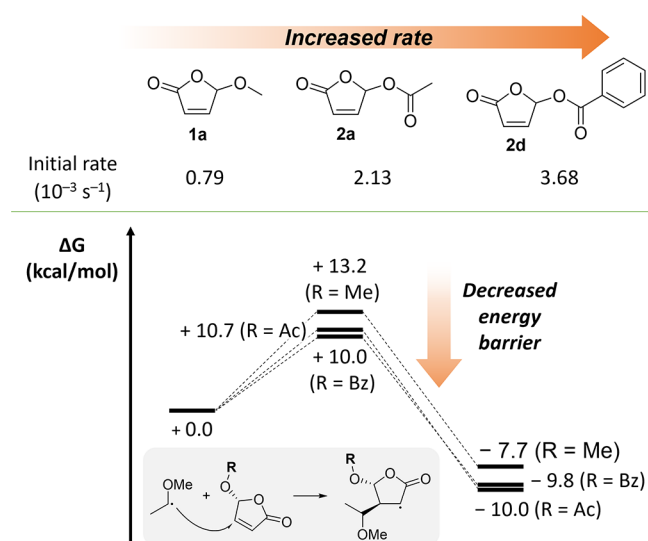 Increased rate
O
O
O
1a
O
O
O
O
2a
O
O
O
O
2d
Initial rate
(10⁻³ s⁻¹)
0.79
2.13
3.68
ΔG
(kcal/mol)
+ 13.2
(R = Me)
+ 10.7 (R = Ac)
+ 10.0
(R = Bz)
+ 0.0
Decreased
energy
barrier
− 7.7 (R = Me)
− 9.8 (R = Bz)
− 10.0 (R = Ac)
OMe
+
R
O
O
O
R
O
O
O
OMe